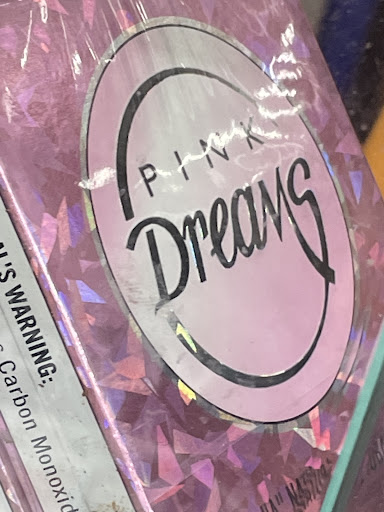 PINK
Dreams
L'S WARNING:
Carbon Monoxid